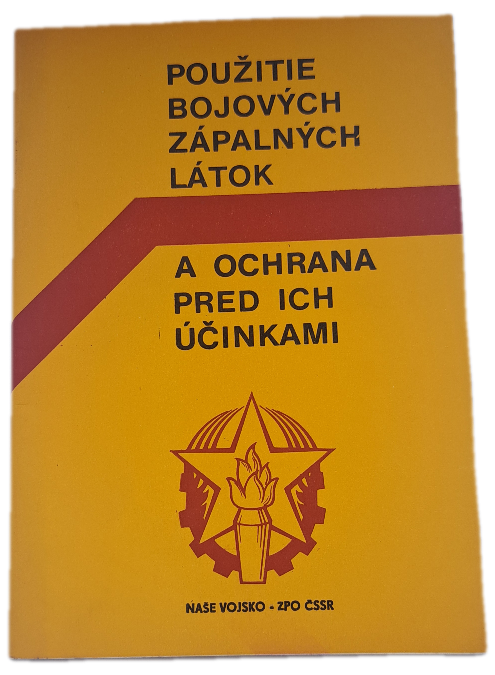 POUŽITIE
BOJOVÝCH
ZÁPALNÝCH
LÁTOK
A OCHRANA
PRED ICH
ÚČINKAMI
NAŠE VOJSKO - ZPO ČSSR